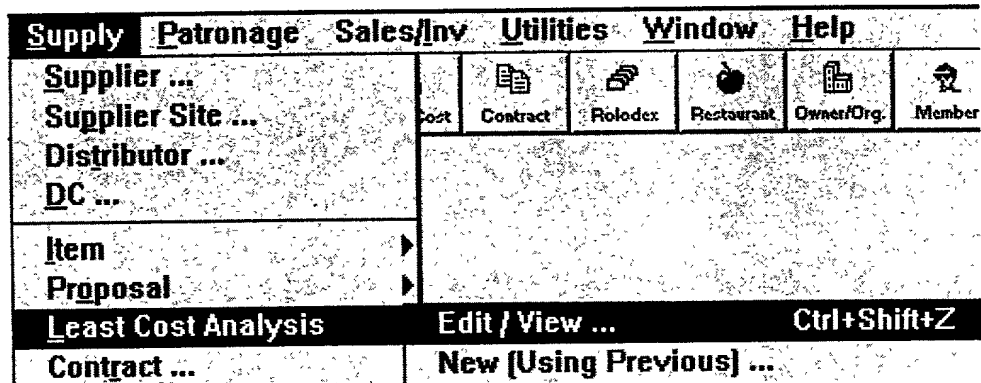 Supply Patronage Sales/Inv Utilities Window Help
Supplier ...
Supplier Site ...
Distributor ...
DC ...
Cost Contract Rolodex Restaurant Owner/Org. Member
Item
Proposal
Least Cost Analysis Edit / View ... Ctrl+Shift+Z
Contract ... New (Using Previous) ...